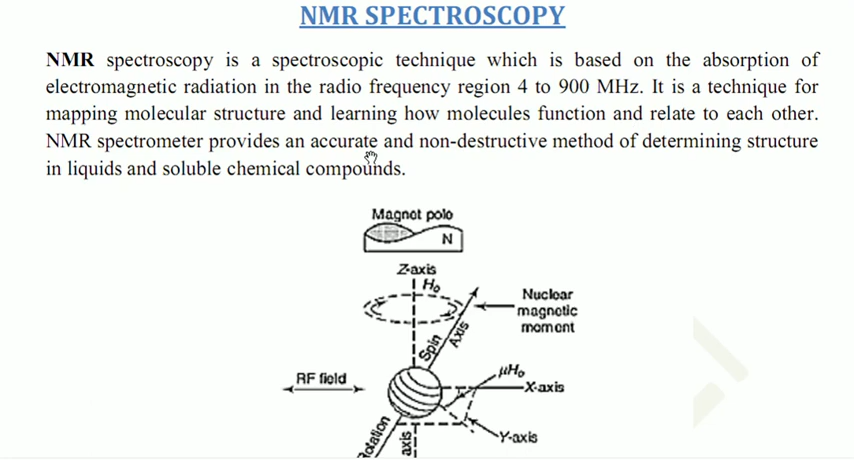 NMR SPECTROSCOPY
NMR spectroscopy is a spectroscopic technique which is based on the absorption of
electromagnetic radiation in the radio frequency region 4 to 900 MHz. It is a technique for
mapping molecular structure and learning how molecules function and relate to each other.
NMR spectrometer provides an accurate and non-destructive method of determining structure
in liquids and soluble chemical compounds.
Magnet pole
N
Z-axis
H₀
Nuclear
magnetic
moment
Spin
Axis
μH₀
RF field
X-axis
Rotation
axis
Y-axis